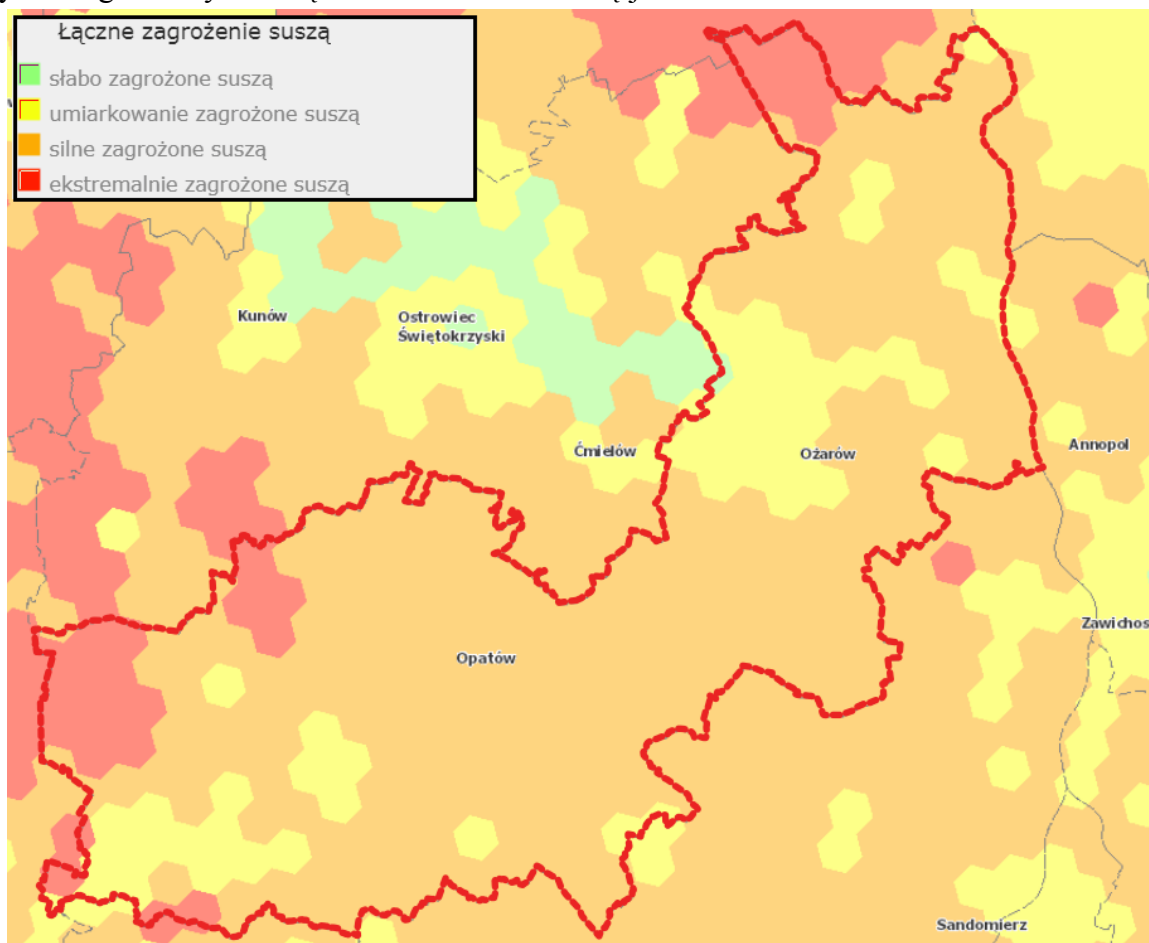 Łączne zagrożenie suszą
słabo zagrożone suszą
umiarkowanie zagrożone suszą
silne zagrożone suszą
ekstremalnie zagrożone suszą
Kunów
Ostrowiec
Świętokrzyski
Ćmielów
Ożarów
Annopol
Zawichos
Opatów
Sandomierz